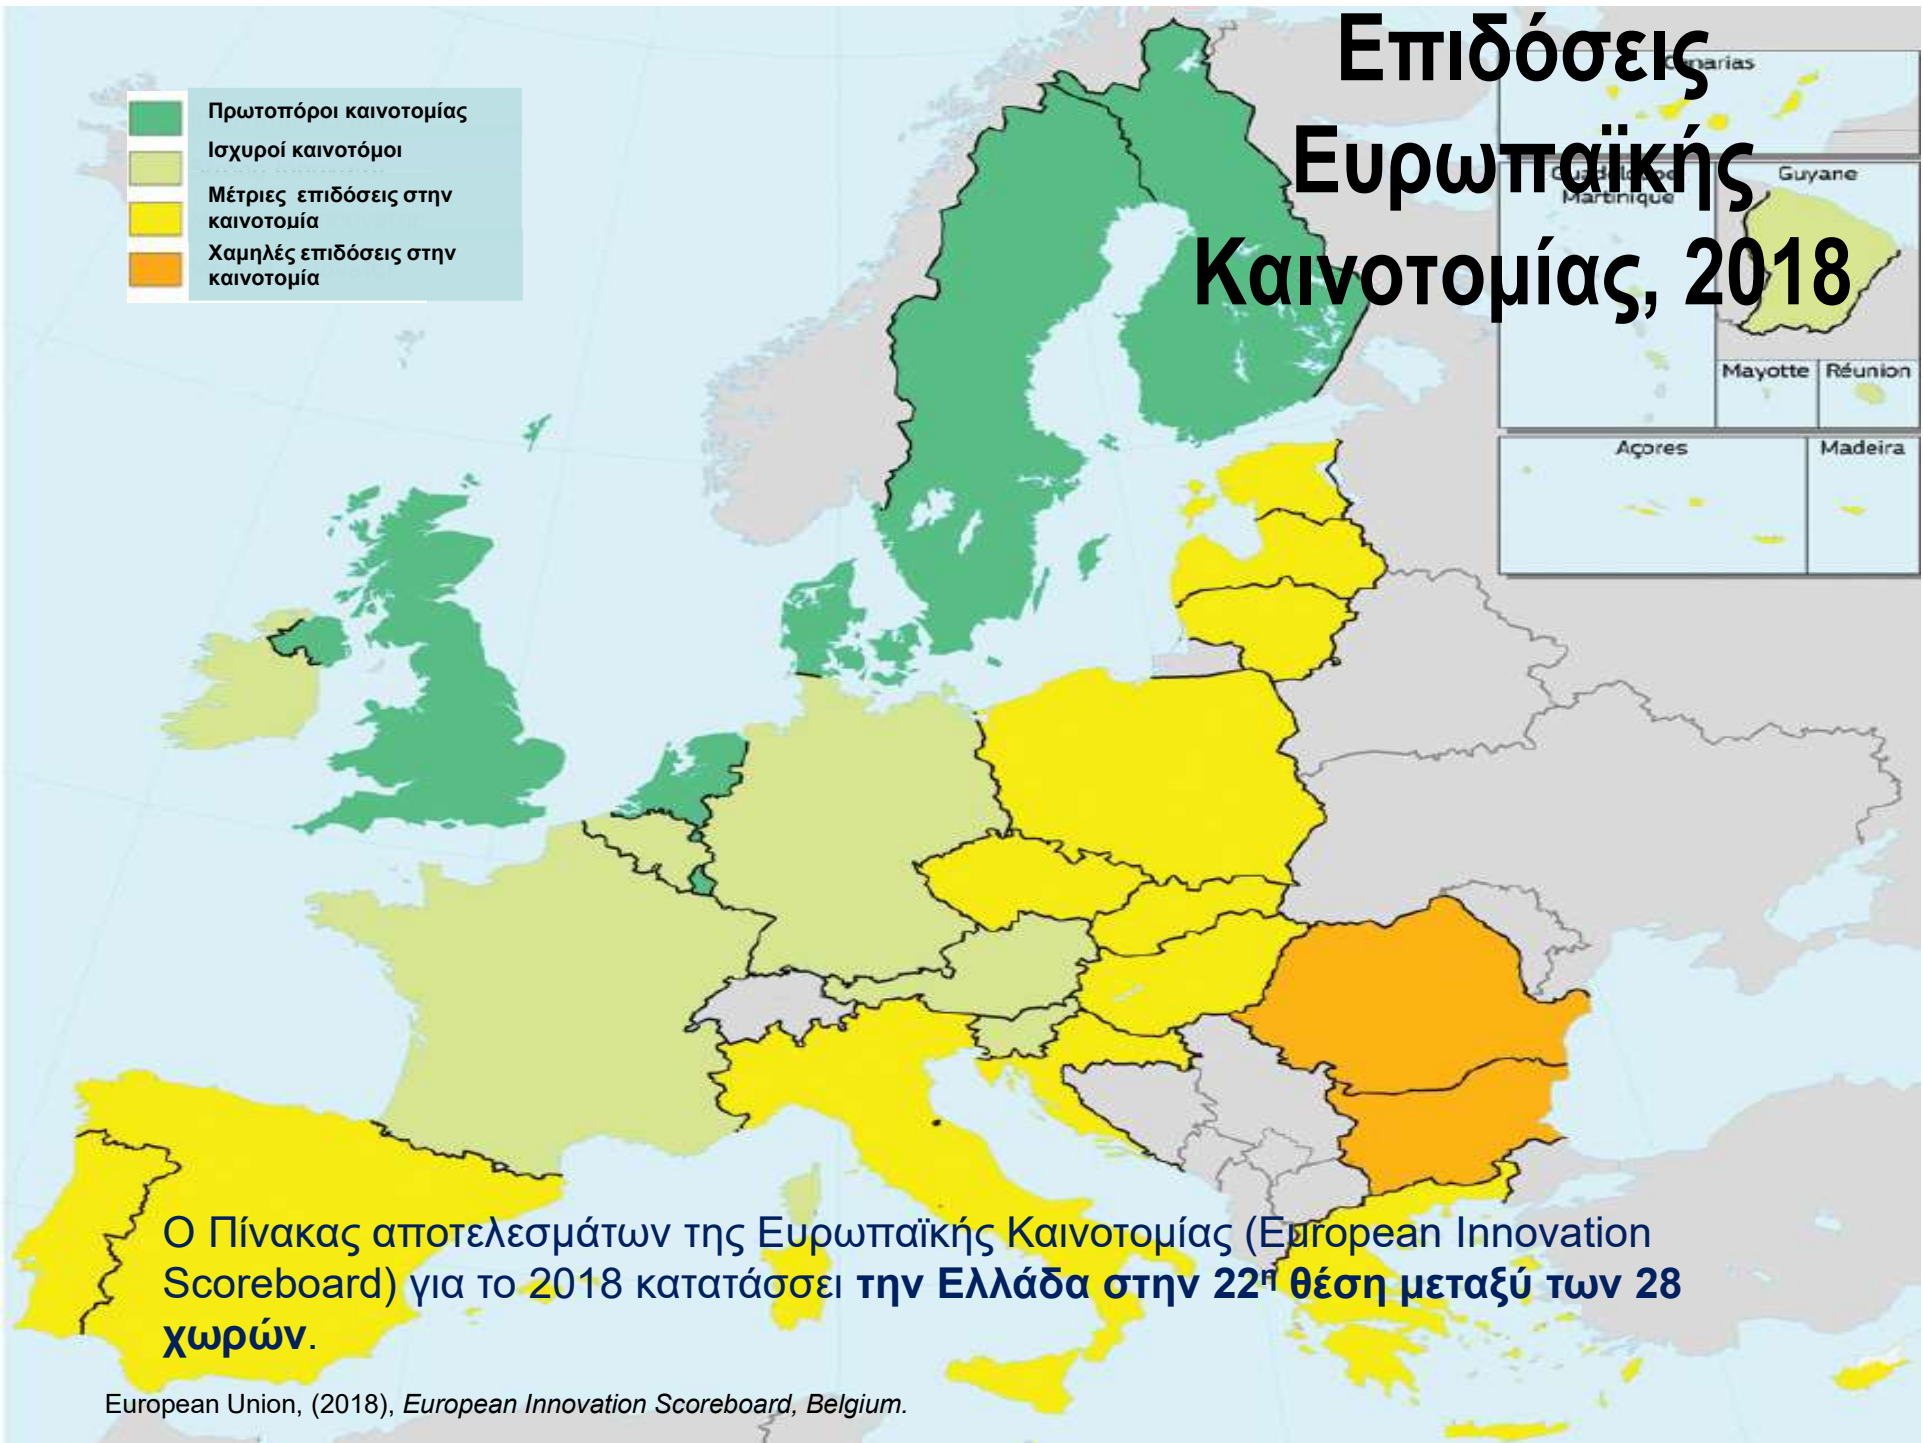 Επιδόσεις
Ευρωπαϊκής
Καινοτομίας, 2018
Πρωτοπόροι καινοτομίας
Ισχυροί καινοτόμοι
Μέτριες επιδόσεις στην
καινοτομία
Χαμηλές επιδόσεις στην
καινοτομία
Canarias
Guadeloupe
Martinique
Guyane
Mayotte
Réunion
Açores
Madeira
Ο Πίνακας αποτελεσμάτων της Ευρωπαϊκής Καινοτομίας (European Innovation
Scoreboard) για το 2018 κατατάσσει την Ελλάδα στην 22η θέση μεταξύ των 28
χωρών.
European Union, (2018), European Innovation Scoreboard, Belgium.